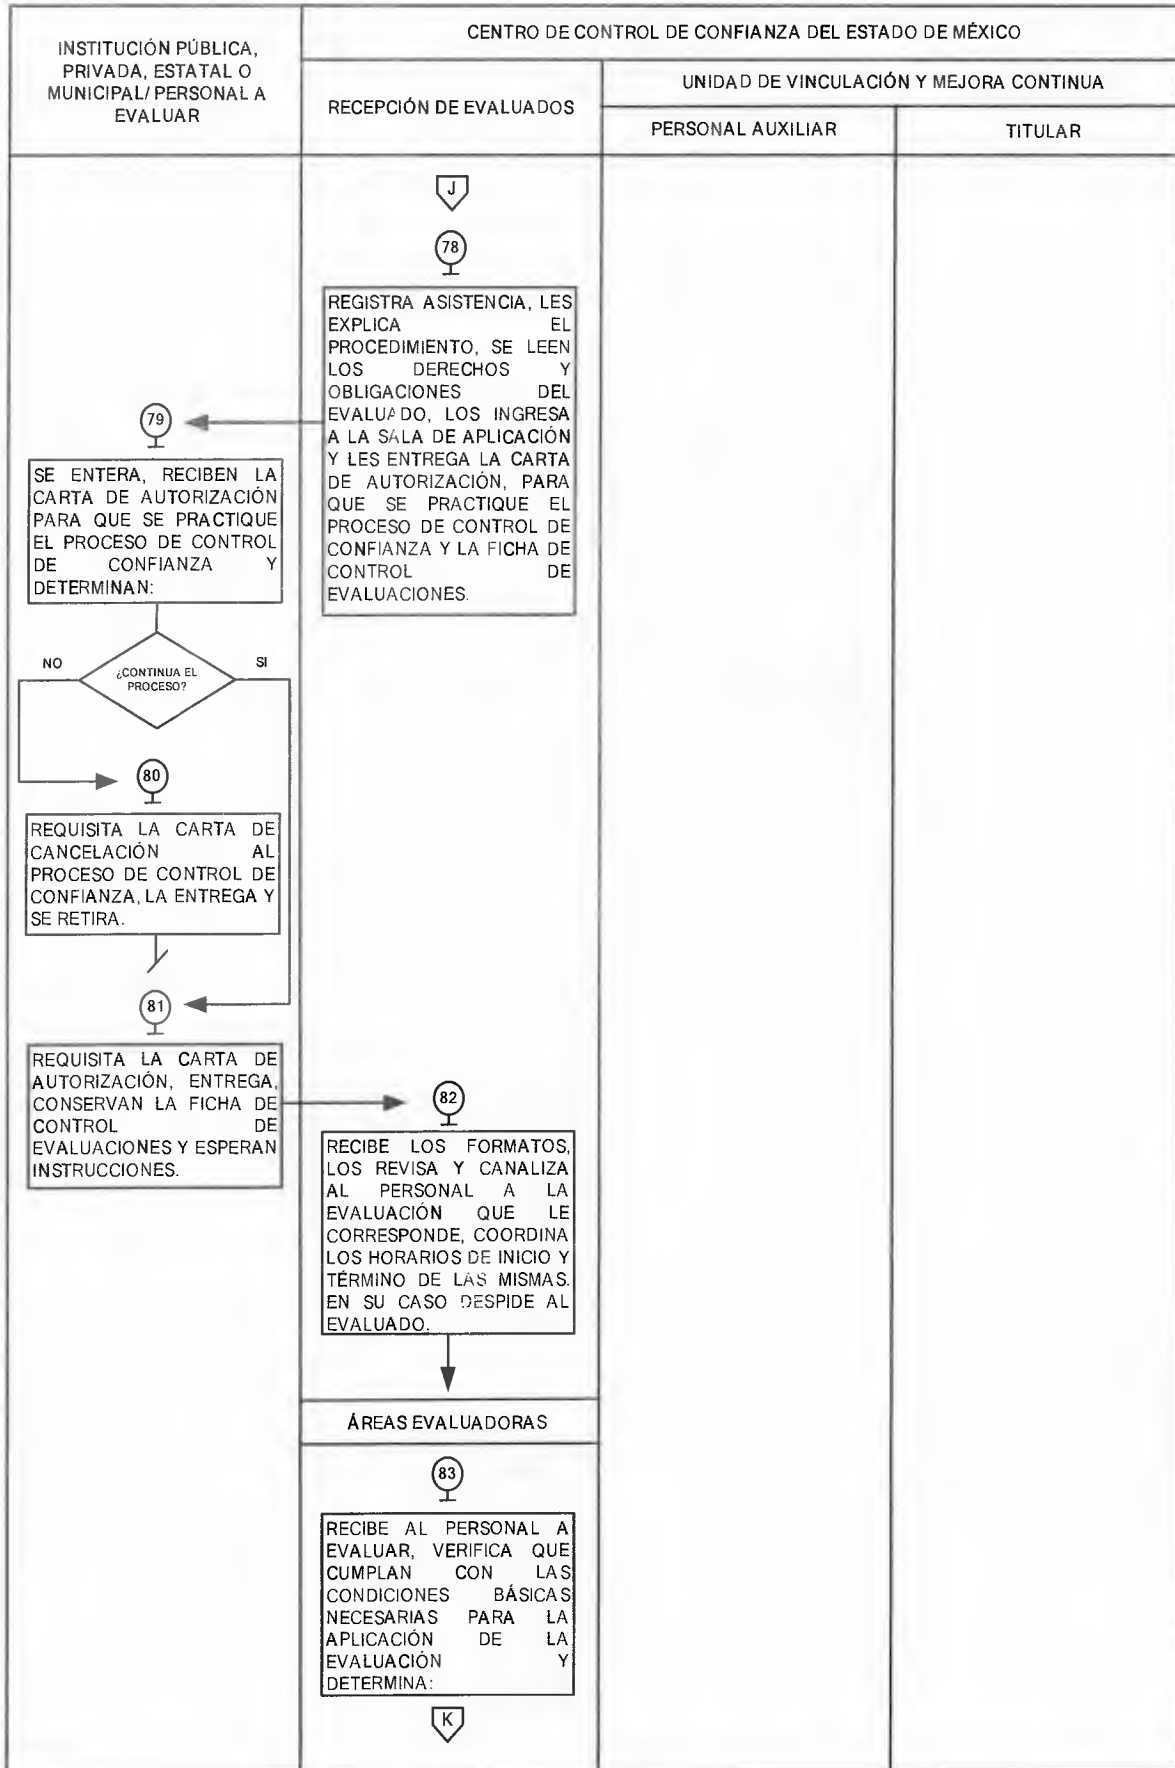 INSTITUCIÓN PÚBLICA,
PRIVADA, ESTATAL O
MUNICIPAL/ PERSONAL A
EVALUAR
CENTRO DE CONTROL DE CONFIANZA DEL ESTADO DE MÉXICO
RECEPCIÓN DE EVALUADOS
UNIDAD DE VINCULACIÓN Y MEJORA CONTINUA
PERSONAL AUXILIAR
TITULAR
J
78
REGISTRA ASISTENCIA, LES
EXPLICA EL
PROCEDIMIENTO, SE LEEN
LOS DERECHOS Y
OBLIGACIONES DEL
EVALUADO, LOS INGRESA
A LA SALA DE APLICACIÓN
Y LES ENTREGA LA CARTA
DE AUTORIZACIÓN, PARA
QUE SE PRACTIQUE EL
PROCESO DE CONTROL DE
CONFIANZA Y LA FICHA DE
CONTROL DE
EVALUACIONES.
79
SE ENTERA, RECIBEN LA
CARTA DE AUTORIZACIÓN
PARA QUE SE PRACTIQUE
EL PROCESO DE CONTROL
DE CONFIANZA Y
DETERMINAN:
NO
¿CONTINUA EL
PROCESO?
SI
80
REQUISITA LA CARTA DE
CANCELACIÓN AL
PROCESO DE CONTROL DE
CONFIANZA, LA ENTREGA Y
SE RETIRA.
81
REQUISITA LA CARTA DE
AUTORIZACIÓN, ENTREGA,
CONSERVAN LA FICHA DE
CONTROL DE
EVALUACIONES Y ESPERAN
INSTRUCCIONES.
82
RECIBE LOS FORMATOS,
LOS REVISA Y CANALIZA
AL PERSONAL A LA
EVALUACIÓN QUE LE
CORRESPONDE, COORDINA
LOS HORARIOS DE INICIO Y
TÉRMINO DE LAS MISMAS.
EN SU CASO DESPIDE AL
EVALUADO.
ÁREAS EVALUADORAS
83
RECIBE AL PERSONAL A
EVALUAR, VERIFICA QUE
CUMPLAN CON LAS
CONDICIONES BÁSICAS
NECESARIAS PARA LA
APLICACIÓN DE LA
EVALUACIÓN Y
DETERMINA:
K